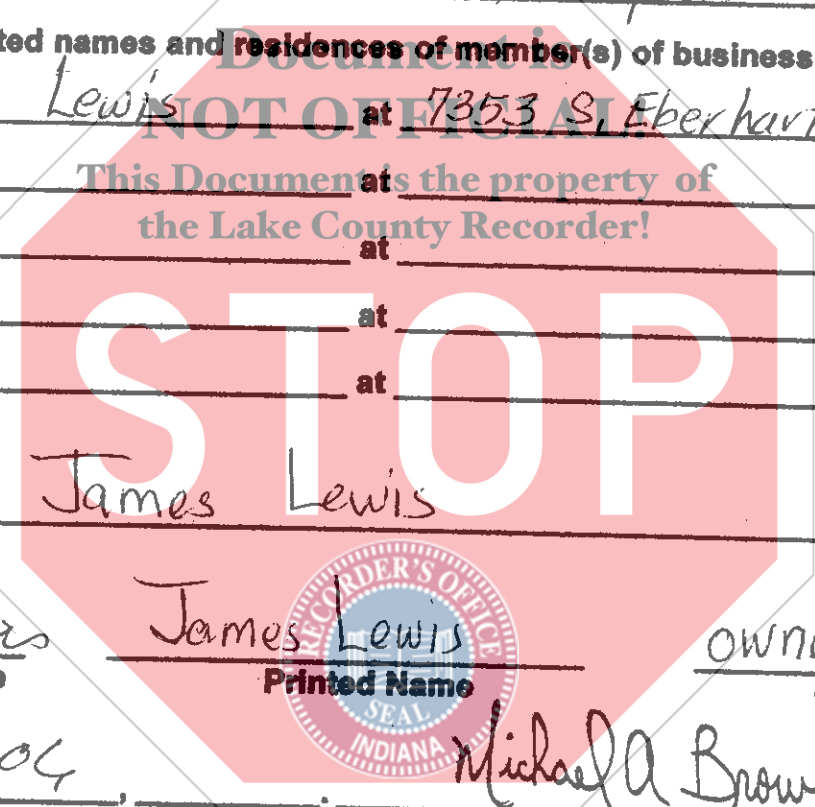 ted names and residences of member(s) of business
Document is
Lewis at 7353 S. Eberhart
NOT OFFICIAL!
This Document is the property of
at
the Lake County Recorder!
at
at
at
STOP
James Lewis
RECORDER'S OFFICE
James Lewis
owne
Printed Name
SEAL
INDIANA
Michael A Brow